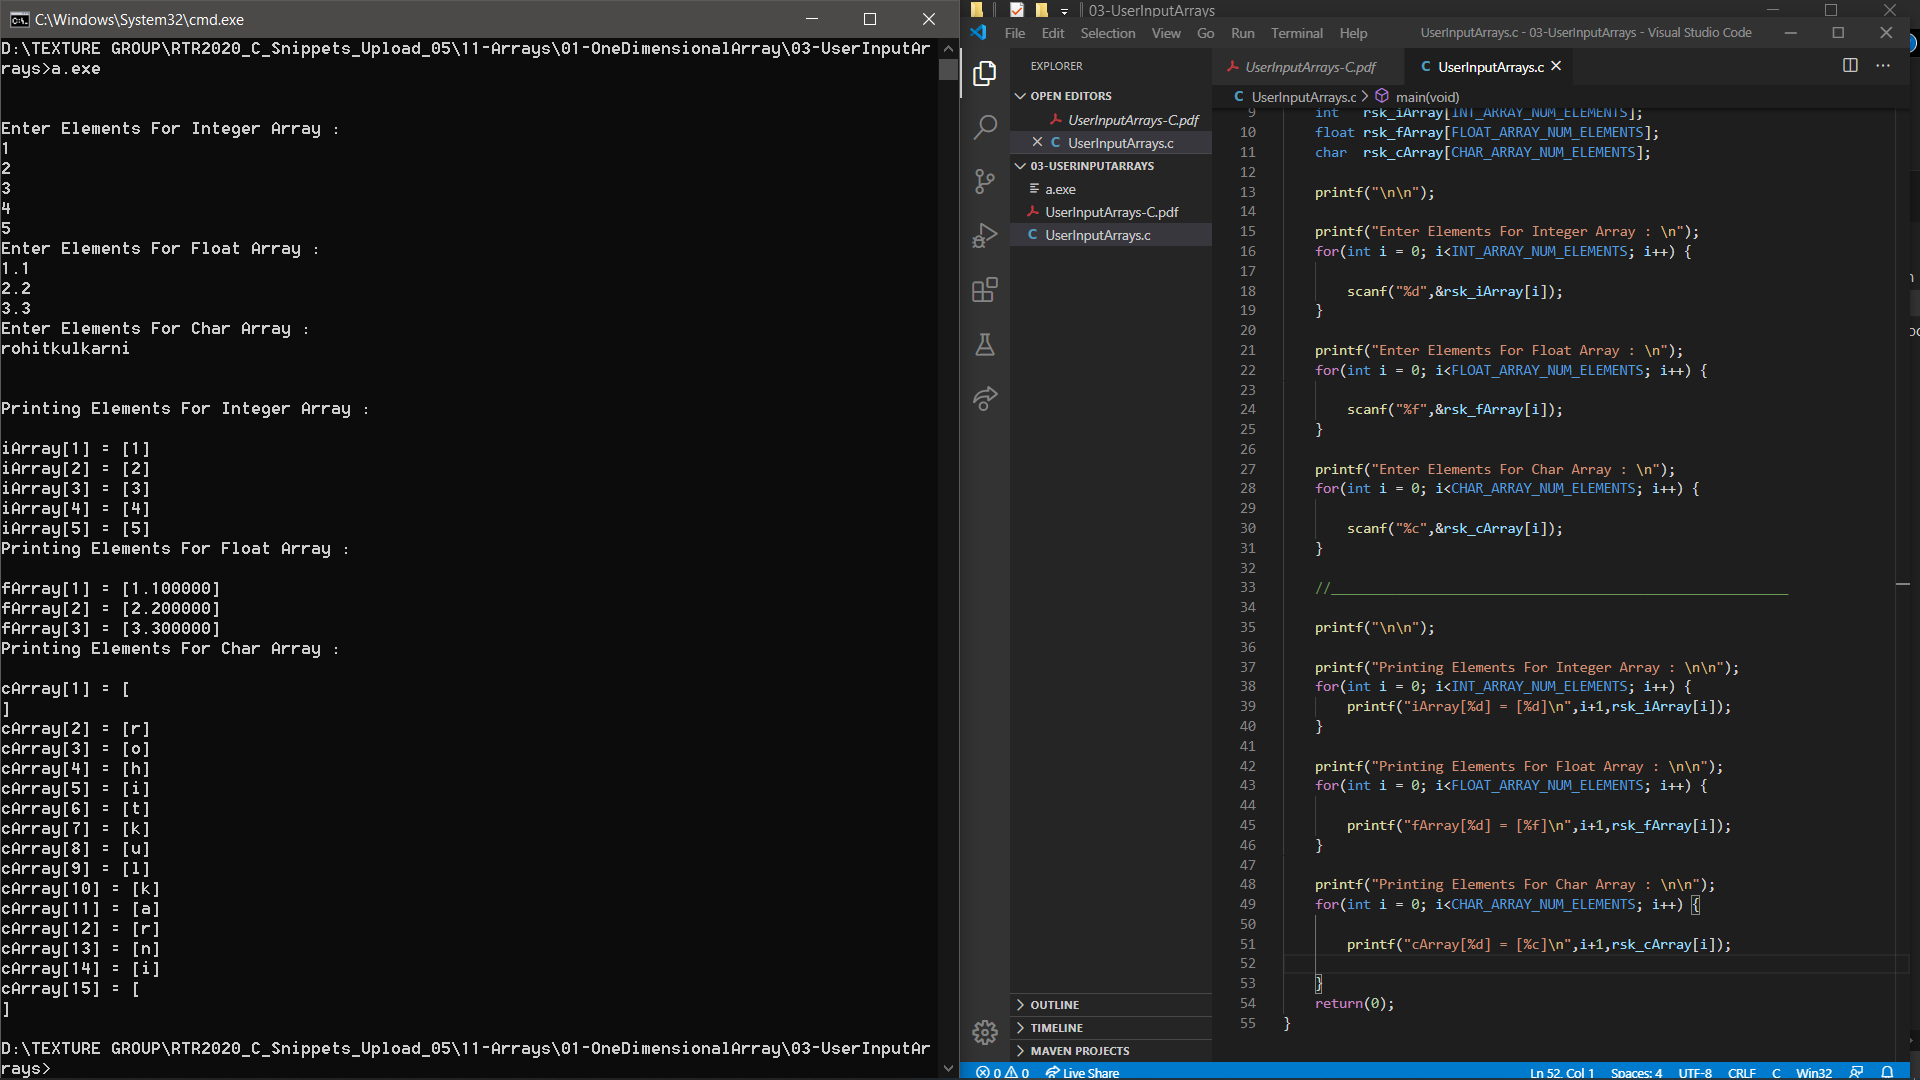 C:\Windows\System32\cmd.exe
D:\TEXTURE GROUP\RTR2020_C_Snippets_Upload_05\11-Arrays\01-OneDimensionalArray\03-UserInputAr
rays>a.exe
Enter Elements For Integer Array :
1
2
3
4
5
Enter Elements For Float Array :
1.1
2.2
3.3
Enter Elements For Char Array :
rohitkulkarni
Printing Elements For Integer Array :
iArray[1] = [1]
iArray[2] = [2]
iArray[3] = [3]
iArray[4] = [4]
iArray[5] = [5]
Printing Elements For Float Array :
fArray[1] = [1.100000]
fArray[2] = [2.200000]
fArray[3] = [3.300000]
Printing Elements For Char Array :
cArray[1] = [
]
cArray[2] = [r]
cArray[3] = [o]
cArray[4] = [h]
cArray[5] = [i]
cArray[6] = [t]
cArray[7] = [k]
cArray[8] = [u]
cArray[9] = [l]
cArray[10] = [k]
cArray[11] = [a]
cArray[12] = [r]
cArray[13] = [n]
cArray[14] = [i]
cArray[15] = [
]
D:\TEXTURE GROUP\RTR2020_C_Snippets_Upload_05\11-Arrays\01-OneDimensionalArray\03-UserInputAr
rays>
03-UserInputArrays
File Edit Selection View Go Run Terminal Help UserInputArrays.c - 03-UserInputArrays - Visual Studio Code
EXPLORER
OPEN EDITORS
UserInputArrays-C.pdf
C UserInputArrays.c
03-USERINPUTARRAYS
a.exe
UserInputArrays-C.pdf
C UserInputArrays.c
OUTLINE
TIMELINE
MAVEN PROJECTS
UserInputArrays-C.pdf C UserInputArrays.c
C UserInputArrays.c > main(void)
9 int rsk_iArray[INT_ARRAY_NUM_ELEMENTS];
10 float rsk_fArray[FLOAT_ARRAY_NUM_ELEMENTS];
11 char rsk_cArray[CHAR_ARRAY_NUM_ELEMENTS];
12
13 printf("\n\n");
14
15 printf("Enter Elements For Integer Array : \n");
16 for(int i = 0; i<INT_ARRAY_NUM_ELEMENTS; i++) {
17
18 scanf("%d",&rsk_iArray[i]);
19 }
20
21 printf("Enter Elements For Float Array : \n");
22 for(int i = 0; i<FLOAT_ARRAY_NUM_ELEMENTS; i++) {
23
24 scanf("%f",&rsk_fArray[i]);
25 }
26
27 printf("Enter Elements For Char Array : \n");
28 for(int i = 0; i<CHAR_ARRAY_NUM_ELEMENTS; i++) {
29
30 scanf("%c",&rsk_cArray[i]);
31 }
32
33 //_________________________________________________________
34
35 printf("\n\n");
36
37 printf("Printing Elements For Integer Array : \n\n");
38 for(int i = 0; i<INT_ARRAY_NUM_ELEMENTS; i++) {
39 printf("iArray[%d] = [%d]\n",i+1,rsk_iArray[i]);
40 }
41
42 printf("Printing Elements For Float Array : \n\n");
43 for(int i = 0; i<FLOAT_ARRAY_NUM_ELEMENTS; i++) {
44
45 printf("fArray[%d] = [%f]\n",i+1,rsk_fArray[i]);
46 }
47
48 printf("Printing Elements For Char Array : \n\n");
49 for(int i = 0; i<CHAR_ARRAY_NUM_ELEMENTS; i++) {
50
51 printf("cArray[%d] = [%c]\n",i+1,rsk_cArray[i]);
52
53 }
54 return(0);
55 }
0 0 Live Share Ln 52, Col 1 Spaces: 4 UTF-8 CRLF C Win32